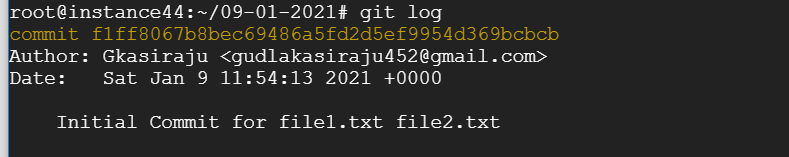 root@instance44:~/09-01-2021# git log
commit f1ff8067b8bec69486a5fd2d5ef9954d369bcbcb
Author: Gkasiraju <gudlakasiraju452@gmail.com>
Date:   Sat Jan 9 11:54:13 2021 +0000
    Initial Commit for file1.txt file2.txt